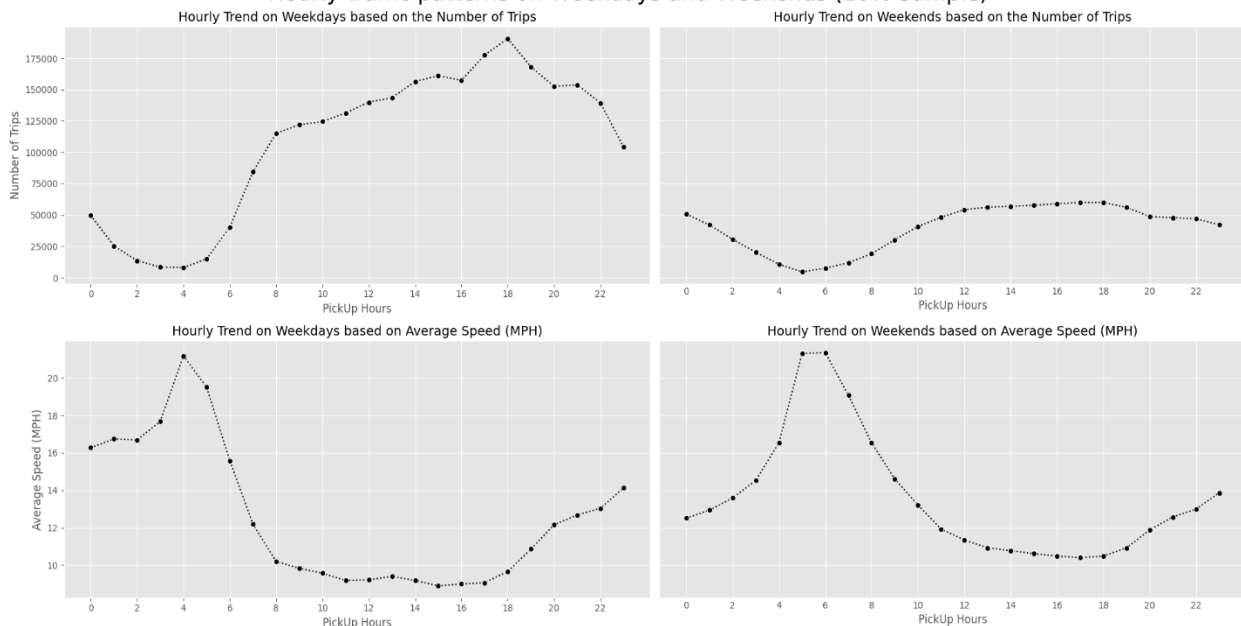 Hourly Trend on Weekdays based on the Number of Trips
Hourly Trend on Weekends based on the Number of Trips
Number of Trips
175000
150000
125000
100000
75000
50000
25000
0
0 2 4 6 8 10 12 14 16 18 20 22
PickUp Hours
0 2 4 6 8 10 12 14 16 18 20 22
PickUp Hours
Hourly Trend on Weekdays based on Average Speed (MPH)
Hourly Trend on Weekends based on Average Speed (MPH)
Average Speed (MPH)
20
18
16
14
12
10
0 2 4 6 8 10 12 14 16 18 20 22
PickUp Hours
0 2 4 6 8 10 12 14 16 18 20 22
PickUp Hours